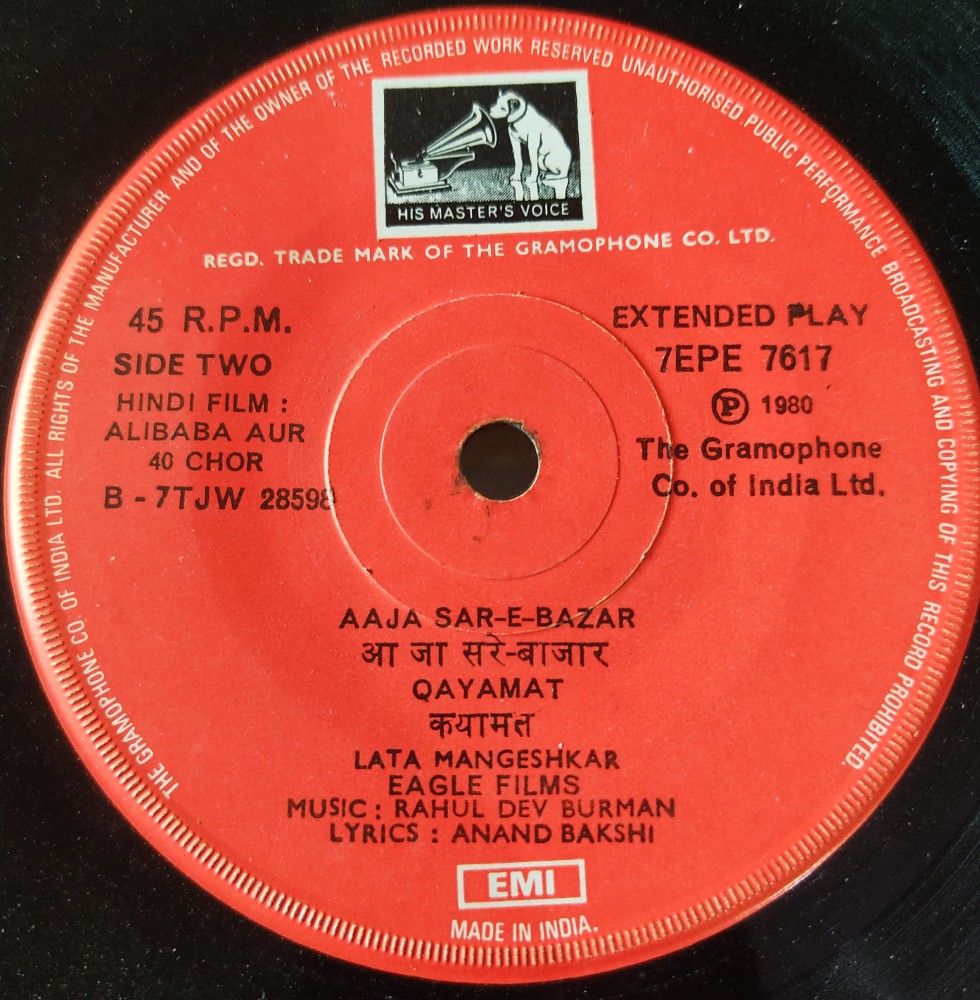 THE GRAMOPHONE CO. OF INDIA LTD. ALL RIGHTS OF THE MANUFACTURER AND OF THE OWNER OF THE RECORDED WORK RESERVED UNAUTHORISED PUBLIC PERFORMANCE BROADCASTING AND COPYING OF THIS RECORD PROHIBITED.
HIS MASTER'S VOICE
REGD. TRADE MARK OF THE GRAMOPHONE CO. LTD.
45 R.P.M.
SIDE TWO
HINDI FILM :
ALIBABA AUR
40 CHOR
B - 7TJW 28598
EXTENDED PLAY
7EPE 7617
℗ 1980
The Gramophone
Co. of India Ltd.
AAJA SAR-E-BAZAR
आ जा सरे-बाजार
QAYAMAT
कयामत
LATA MANGESHKAR
EAGLE FILMS
MUSIC : RAHUL DEV BURMAN
LYRICS : ANAND BAKSHI
EMI
MADE IN INDIA.